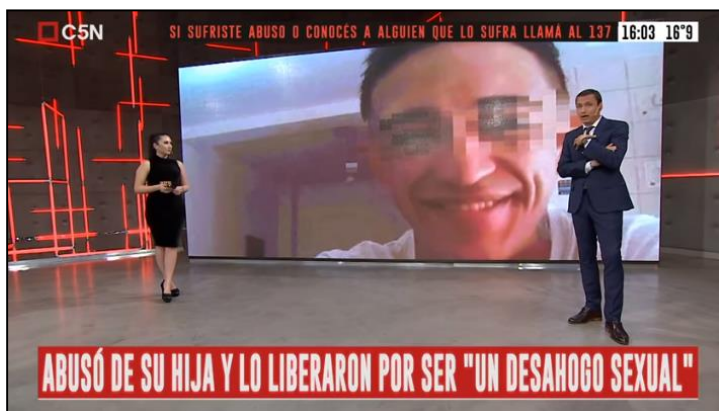 C5N
SI SUFRISTE ABUSO O CONOCÉS A ALGUIEN QUE LO SUFRA LLAMÁ AL 137
16:03 16°9
ABUSÓ DE SU HIJA Y LO LIBERARON POR SER "UN DESAHOGO SEXUAL"